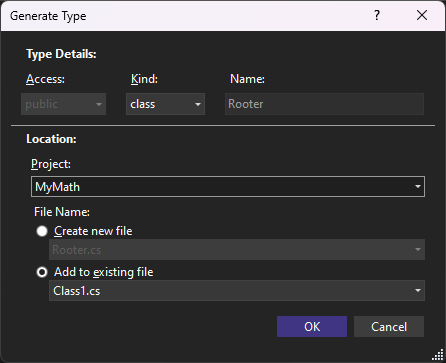 Generate Type
? ×
Type Details:
Access: Kind: Name:
public class Rooter
Location:
Project:
MyMath
File Name:
Create new file
Rooter.cs
Add to existing file
Class1.cs
OK Cancel